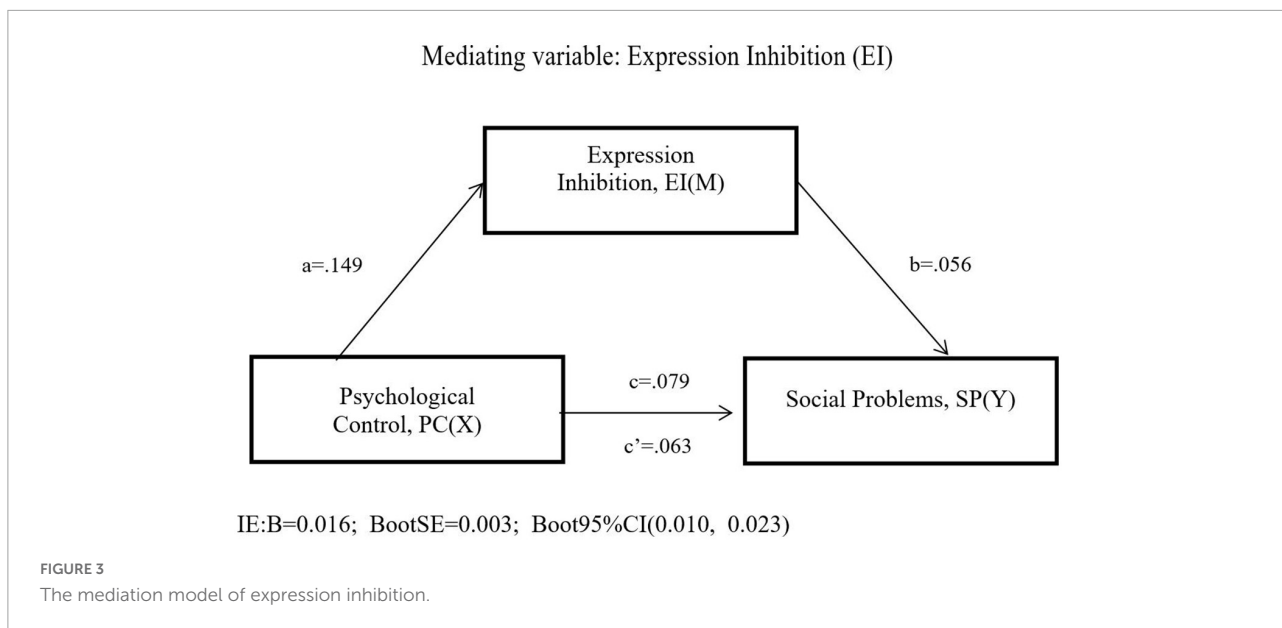 Mediating variable: Expression Inhibition (EI)
Expression
Inhibition, EI(M)
a=.149
b=.056
Psychological
Control, PC(X)
c=.079
c’=.063
Social Problems, SP(Y)
IE:B=0.016; BootSE=0.003; Boot95%CI(0.010, 0.023)
FIGURE 3
The mediation model of expression inhibition.